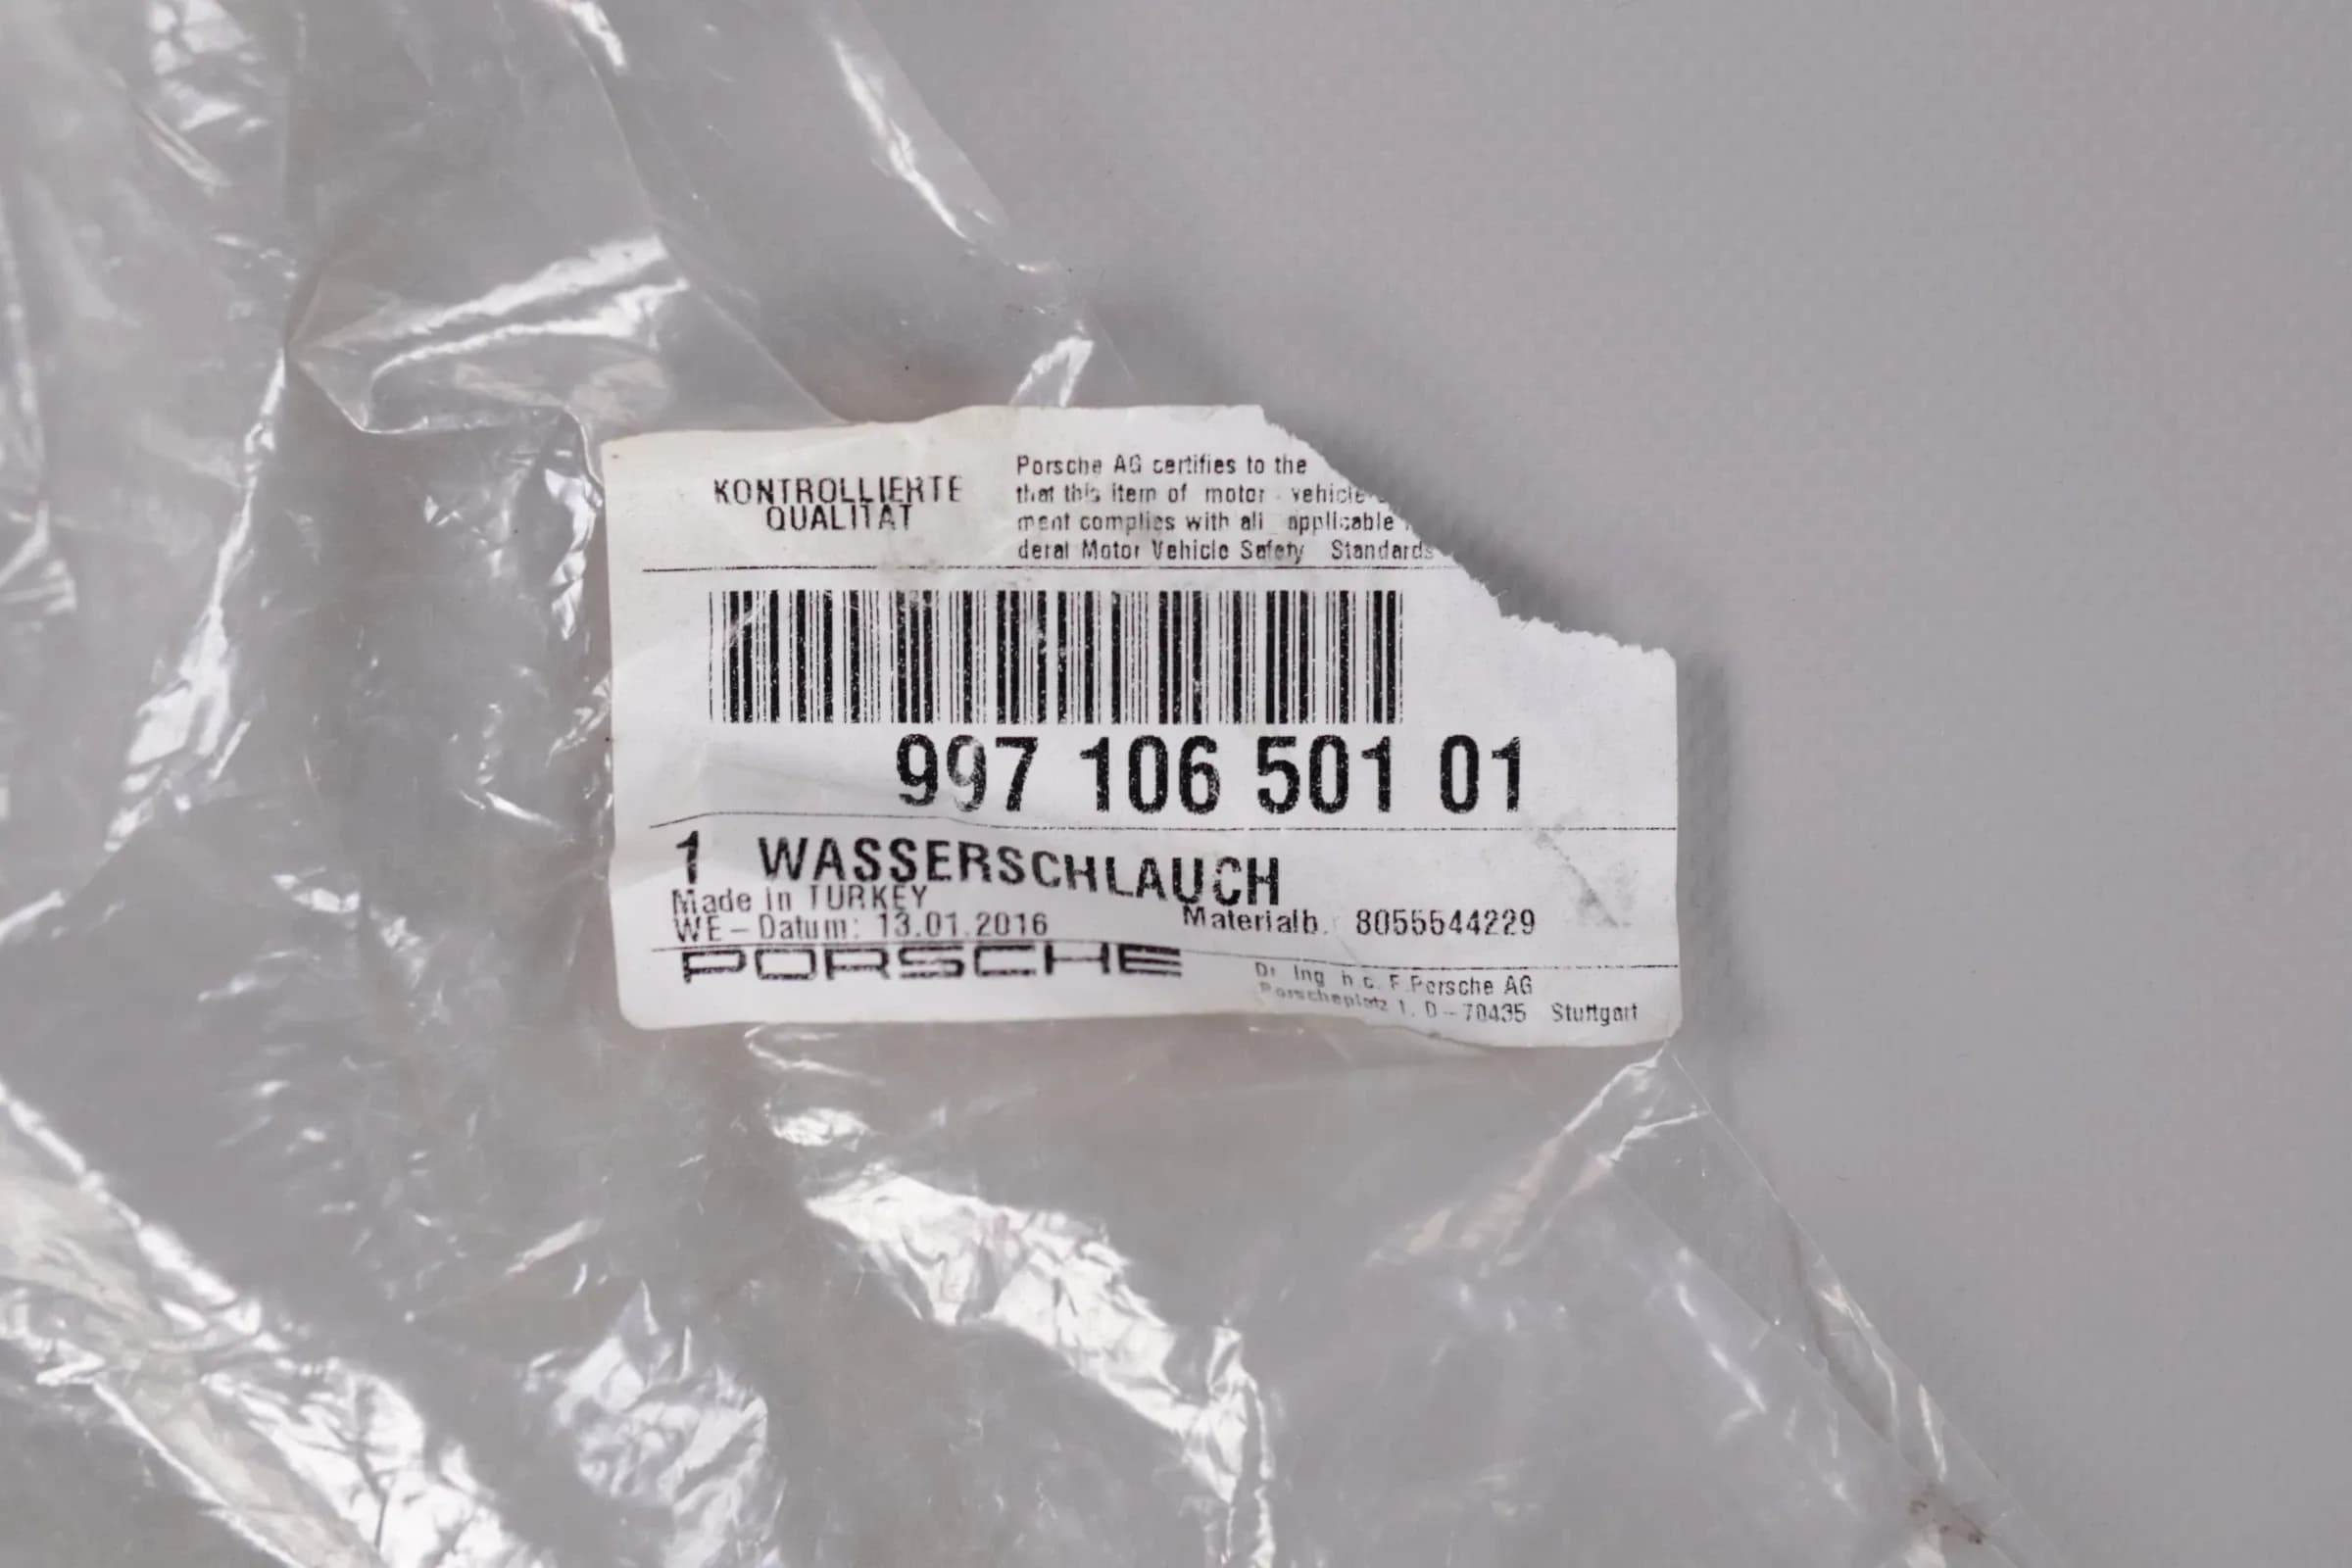 KONTROLLIERTE
QUALITÄT
Porsche AG certifies to the
that this item of motor vehicle
ment complies with all applicable
deral Motor Vehicle Safety Standards
997 106 501 01
1 WASSERSCHLAUCH
Made in TURKEY
WE-Datum: 13.01.2016 Materialb. 8055544229
PORSCHE
Dr. Ing. h.c. F.Porsche AG
Porscheplatz 1, D-70435 Stuttgart